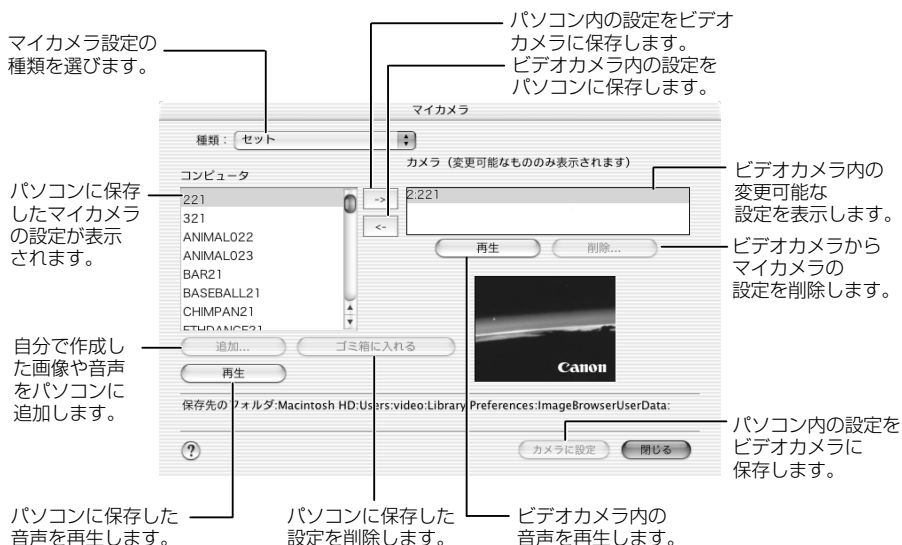 パソコン内の設定をビデオ
カメラに保存します。
マイカメラ設定の
種類を選びます。
ビデオカメラ内の設定を
パソコンに保存します。
マイカメラ
種類： セット
カメラ（変更可能なもののみ表示されます）
コンピュータ
ビデオカメラ内の
変更可能な
設定を表示します。
パソコンに保存
したマイカメラ
の設定が表示
されます。
221
321
ANIMAL022
ANIMAL023
BAR21
BASEBALL21
CHIMPAN21
ETHDANCE21
->
<-
2:221
再生
削除...
ビデオカメラから
マイカメラの
設定を削除します。
Canon
自分で作成し
た画像や音声
をパソコンに
追加します。
追加...
ゴミ箱に入れる
再生
保存先のフォルダ:Macintosh HD:Users:video:Library Preferences:ImageBrowserUserData:
?
カメラに設定
閉じる
パソコン内の設定を
ビデオカメラに
保存します。
パソコンに保存した
音声を再生します。
パソコンに保存した
設定を削除します。
ビデオカメラ内の
音声を再生します。